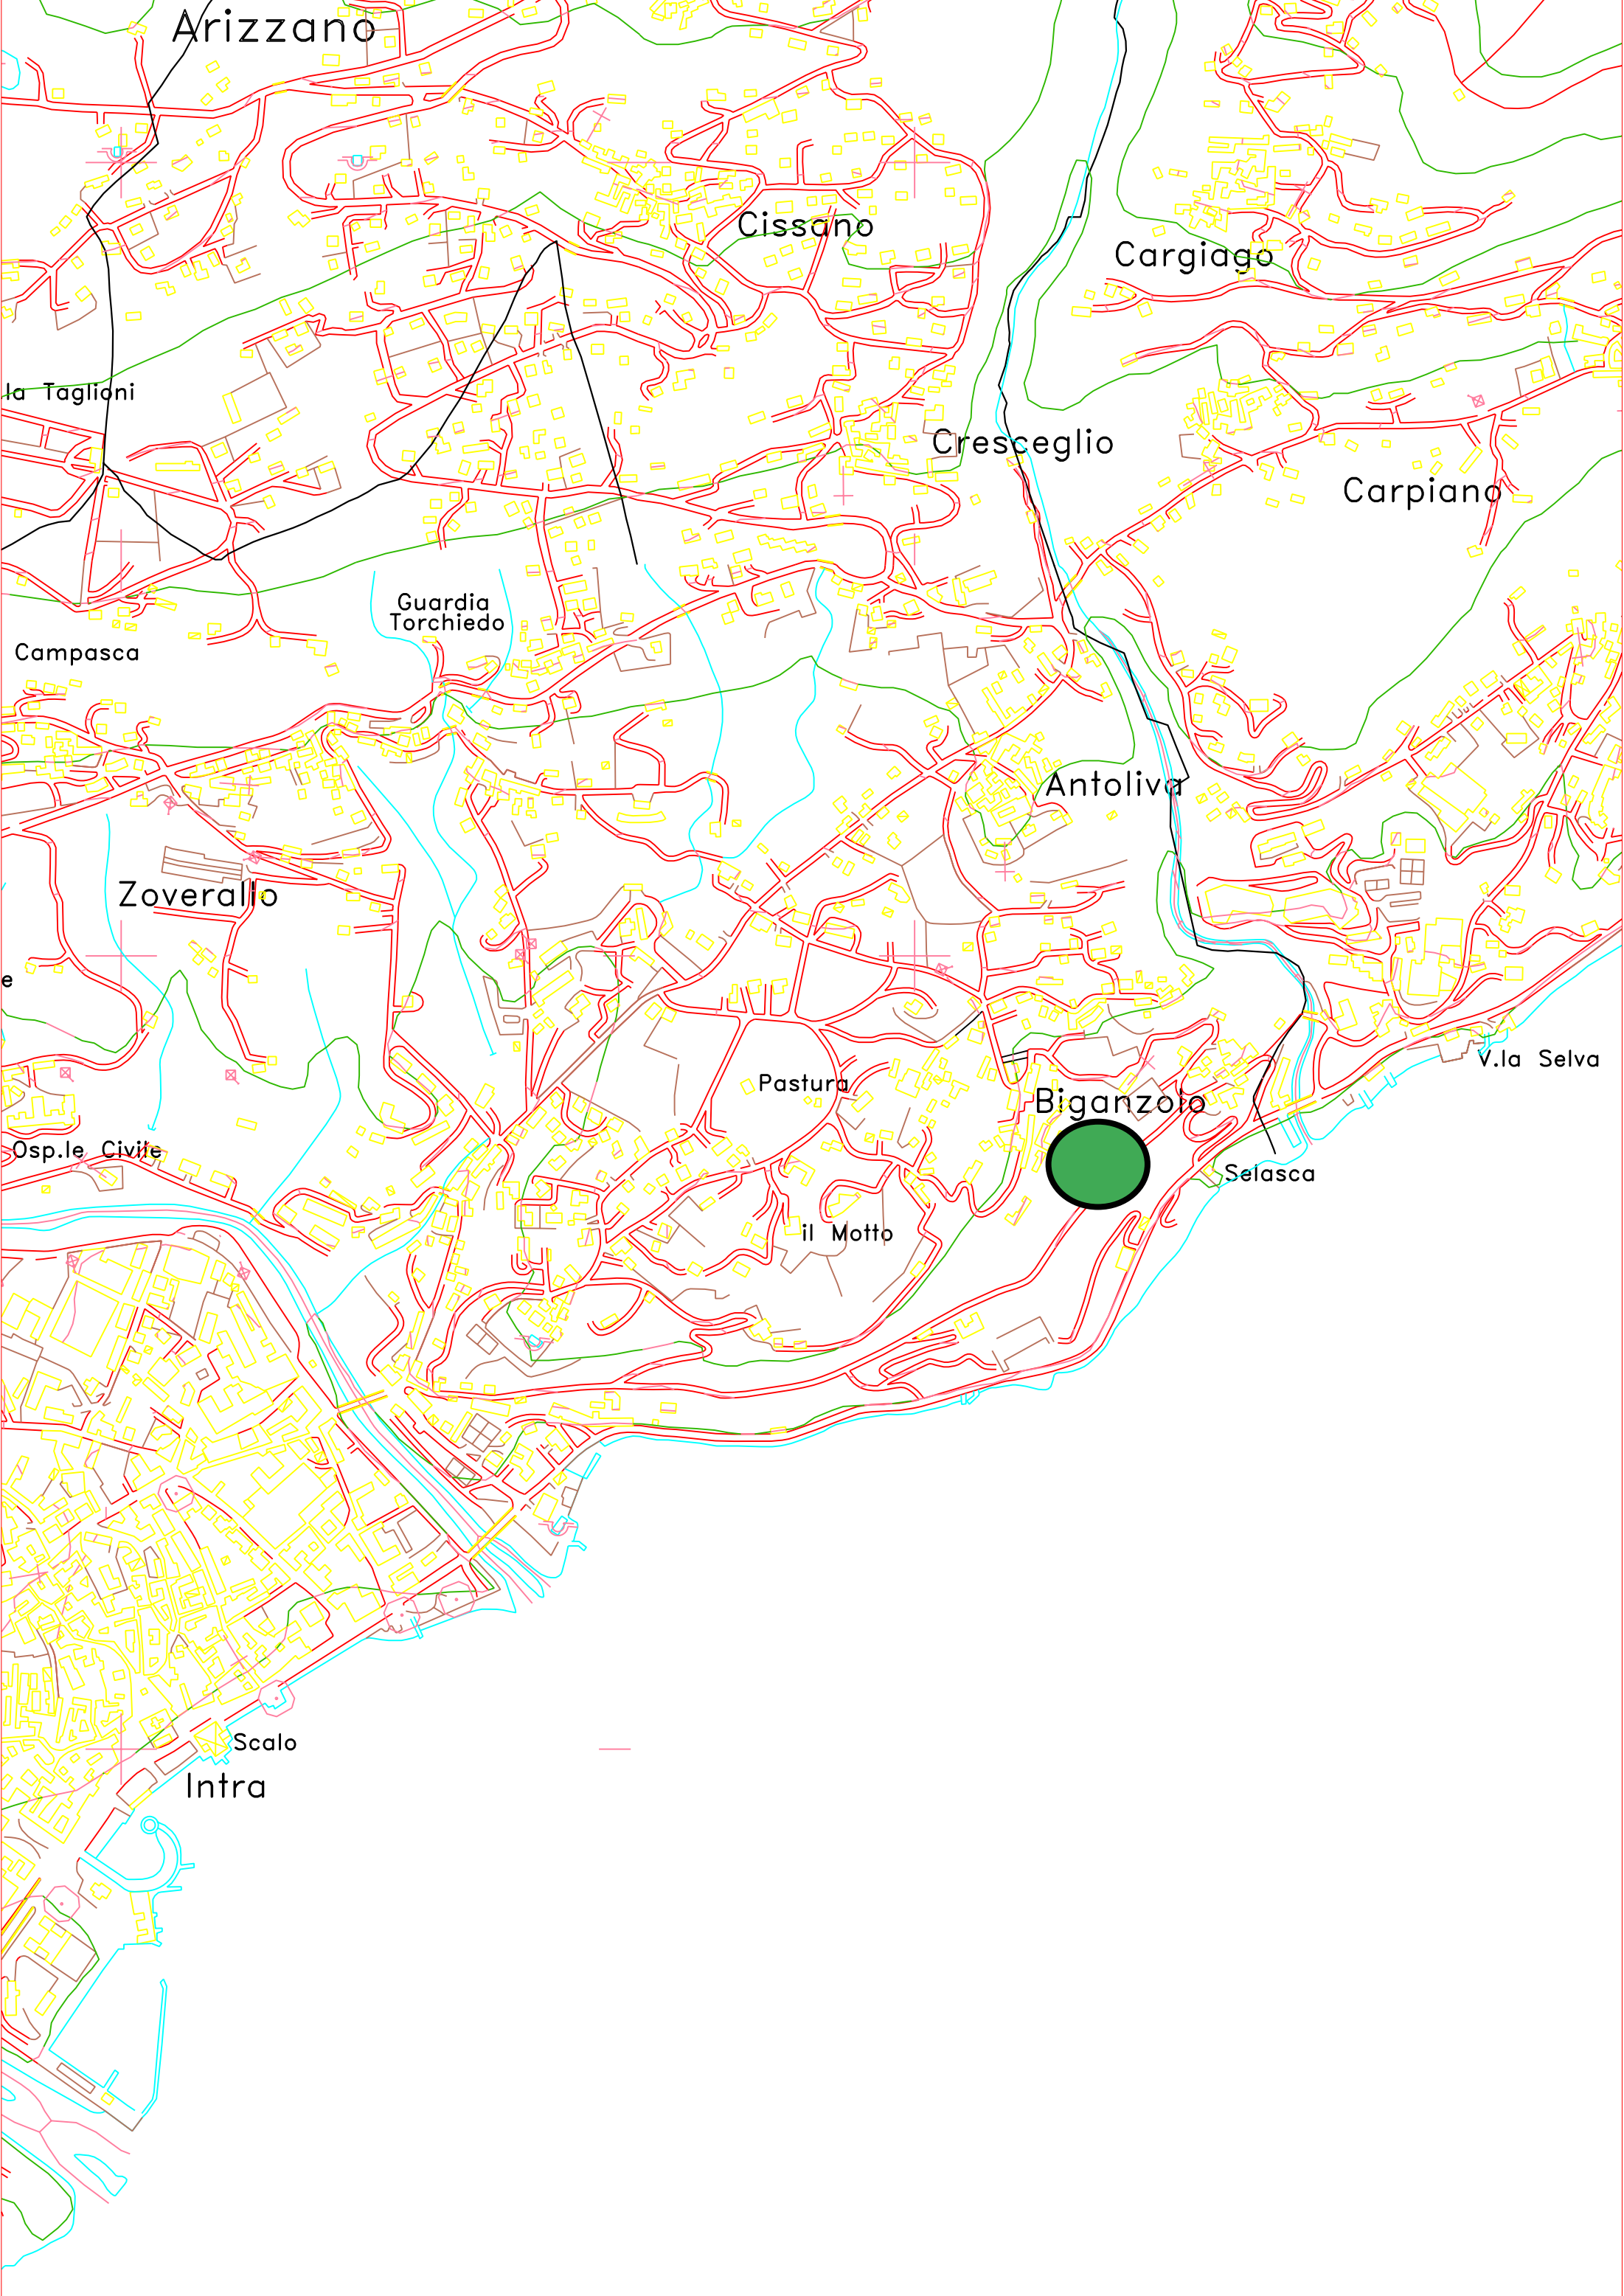 Arizzano
Cissano
Cargiago
la Taglioni
Cresceglio
Carpiano
Guardia
Torchiedo
Campasca
Antoliva
Zoverallo
e
V.la Selva
Pastura
Biganzolo
Osp.le Civile
Selasca
il Motto
Scalo
Intra